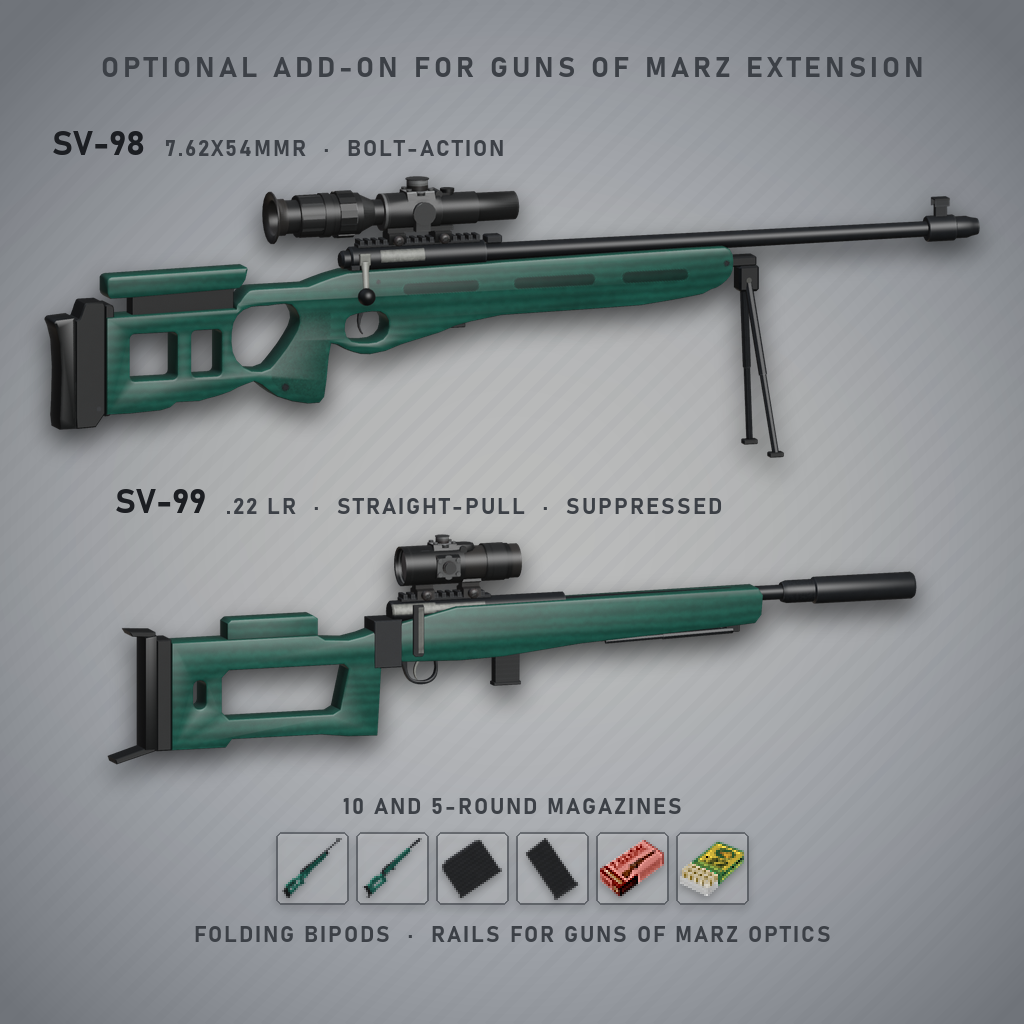 OPTIONAL ADD-ON FOR GUNS OF MARZ EXTENSION
SV-98 7.62X54MMR · BOLT-ACTION
SV-99 .22 LR · STRAIGHT-PULL · SUPPRESSED
10 AND 5-ROUND MAGAZINES
FOLDING BIPODS · RAILS FOR GUNS OF MARZ OPTICS